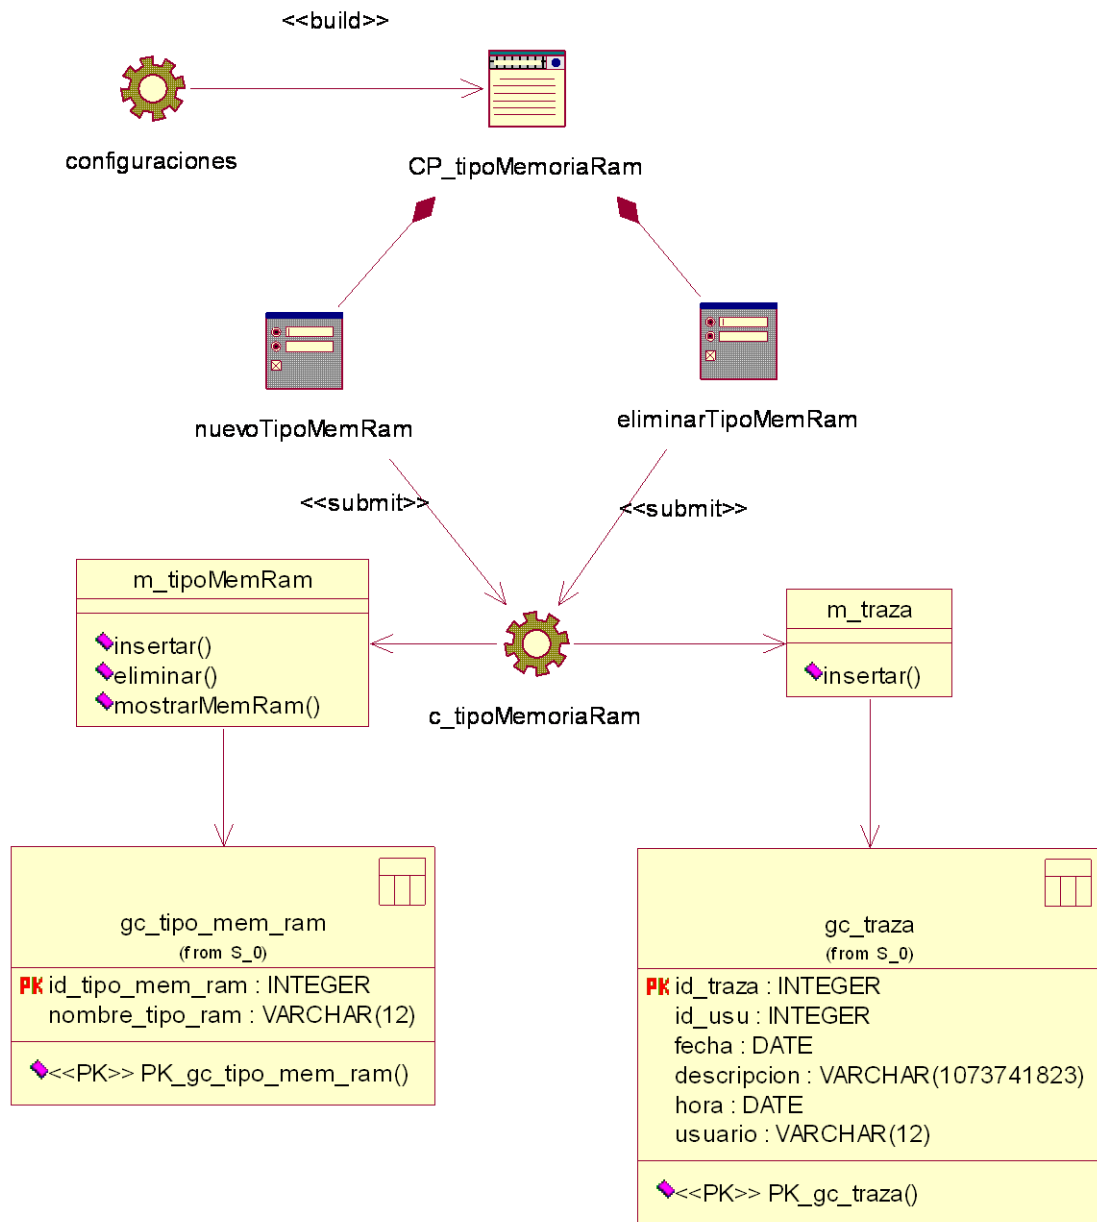 <<build>>
configuraciones
CP_tipoMemoriaRam
nuevoTipoMemRam
eliminarTipoMemRam
<<submit>>
<<submit>>
m_tipoMemRam
insertar()
eliminar()
mostrarMemRam()
c_tipoMemoriaRam
m_traza
insertar()
gc_tipo_mem_ram
(from S_0)
PK id_tipo_mem_ram : INTEGER
nombre_tipo_ram : VARCHAR(12)
<<PK>> PK_gc_tipo_mem_ram()
gc_traza
(from S_0)
PK id_traza : INTEGER
id_usu : INTEGER
fecha : DATE
descripcion : VARCHAR(1073741823)
hora : DATE
usuario : VARCHAR(12)
<<PK>> PK_gc_traza()